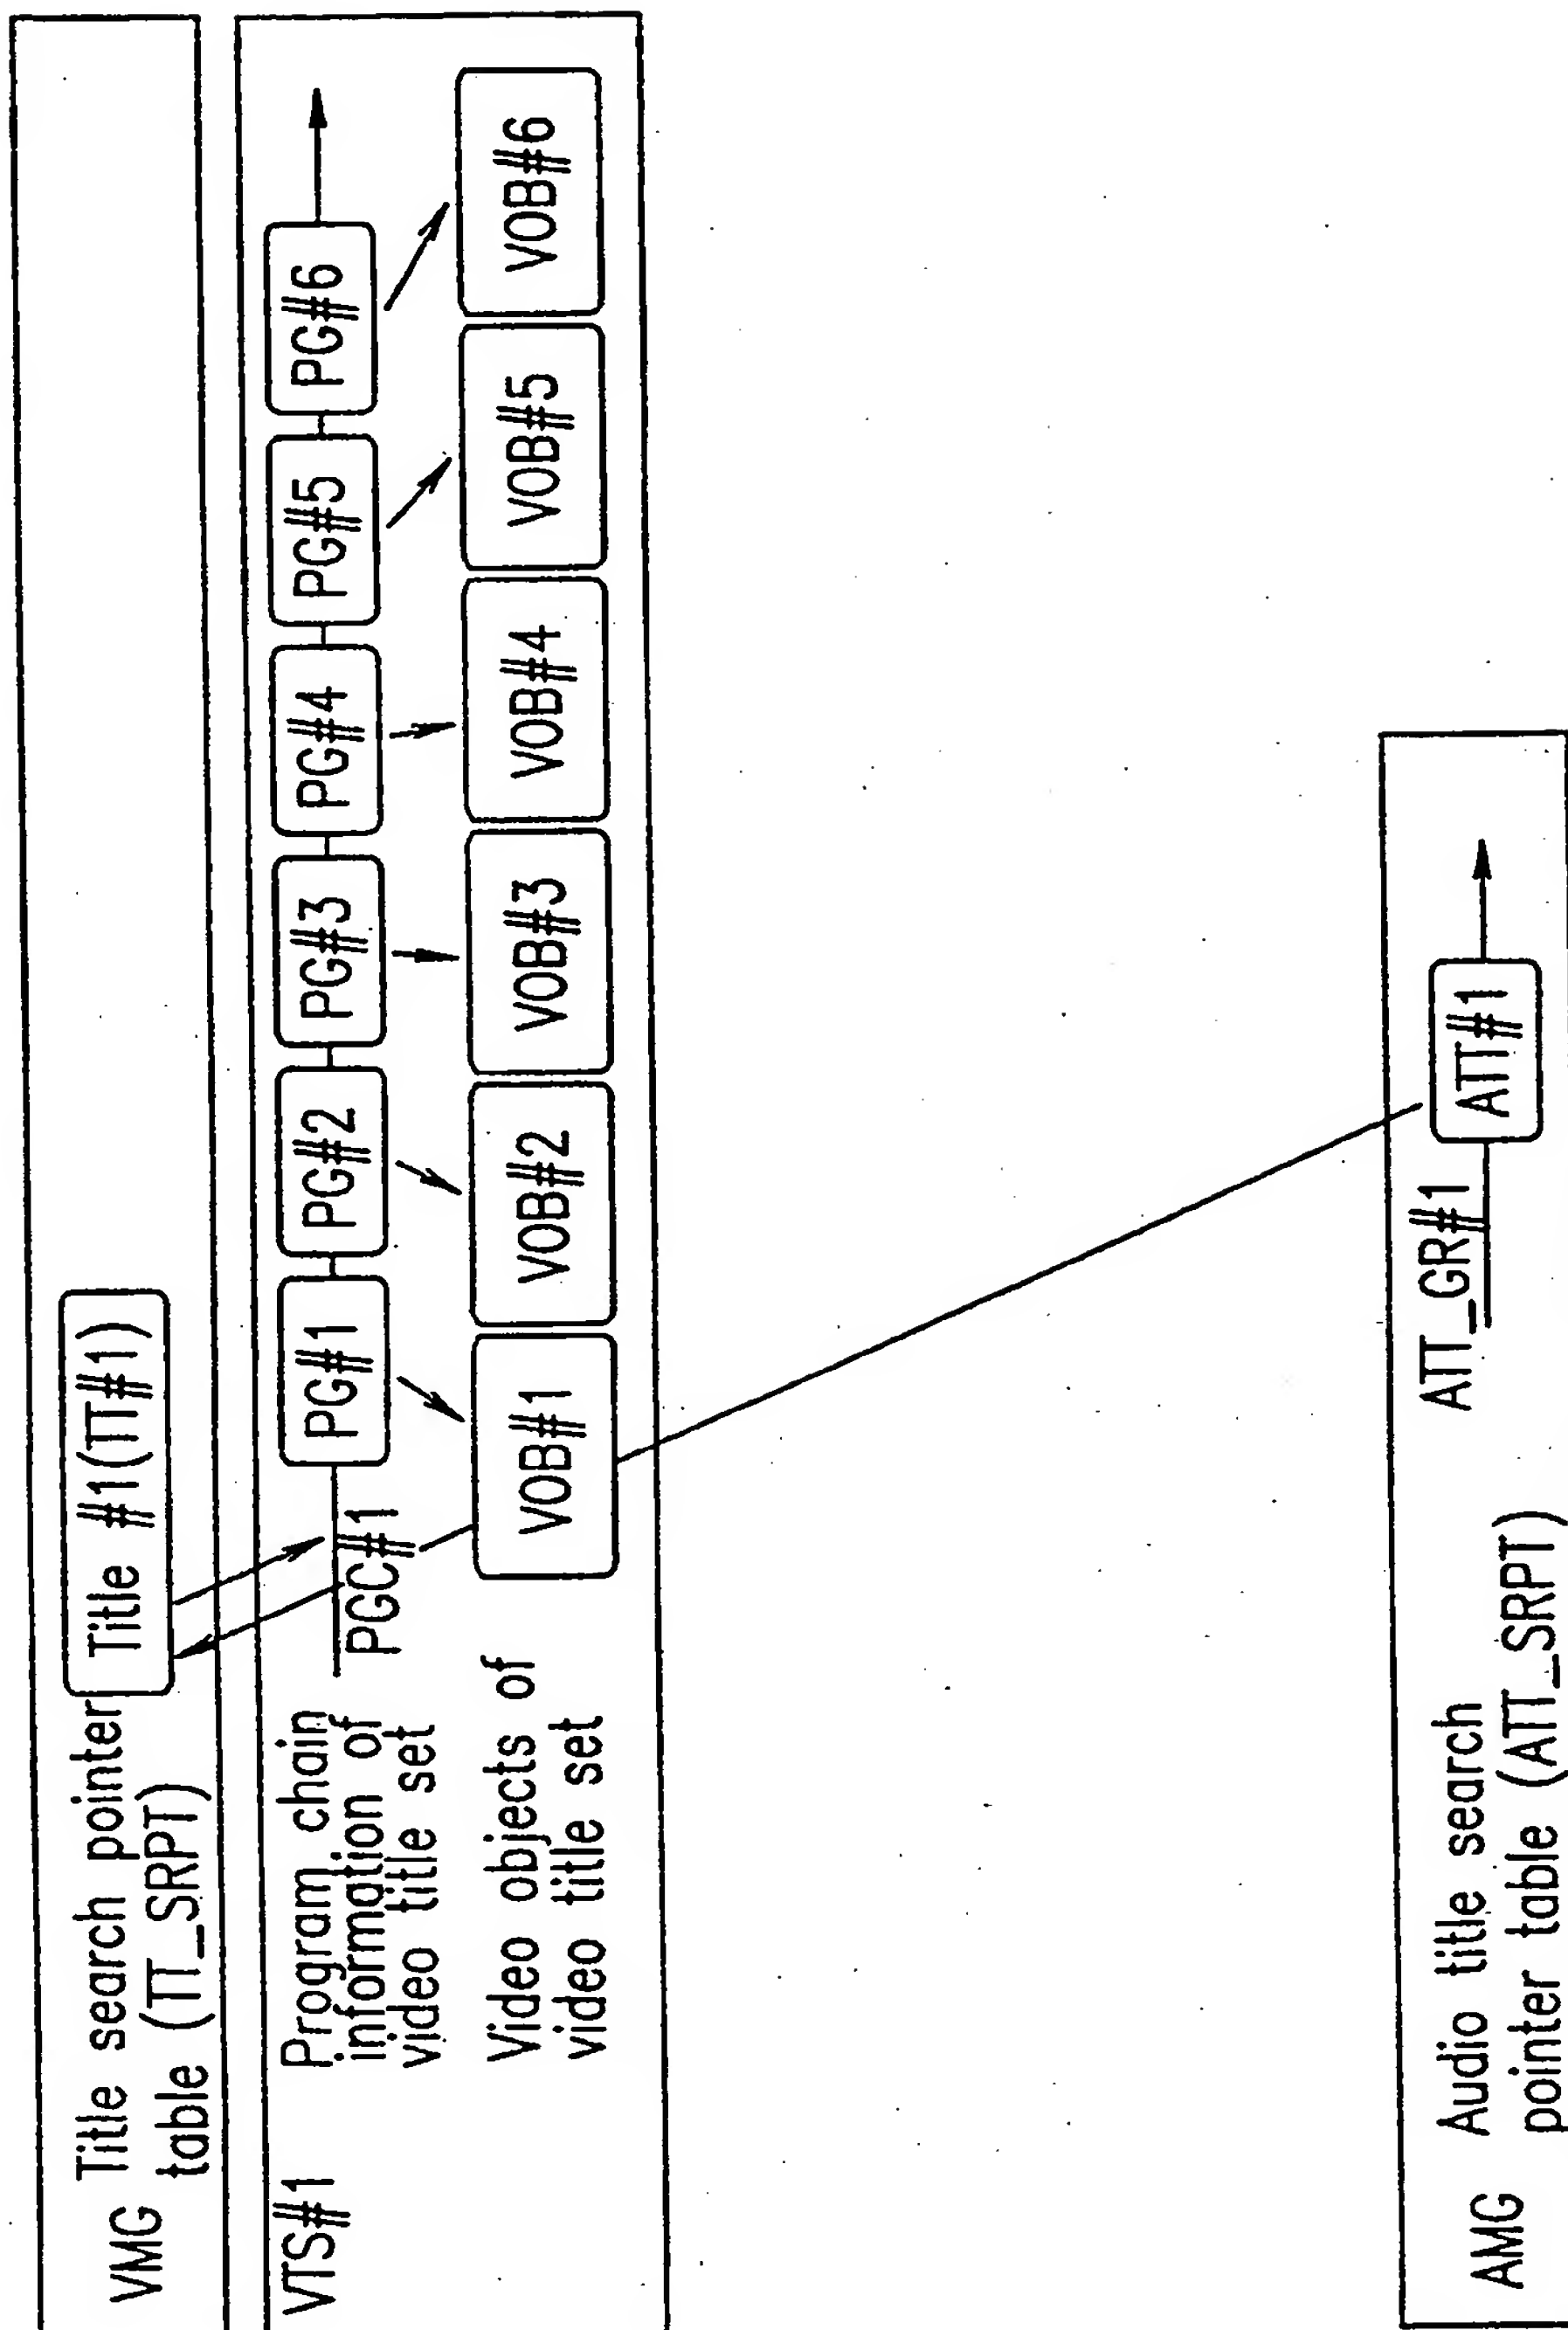 VMG
Title search pointer
table (TT_SRPT)
Title #1(TT#1)
VTS#1
Program chain
information of
video title set
PGC#1
PG#1
PG#2
PG#3
PG#4
PG#5
PG#6
Video objects of
video title set
VOB#1
VOB#2
VOB#3
VOB#4
VOB#5
VOB#6
AMG
Audio title search
pointer table (ATT_SRPT)
ATT_GR#1
ATT#1